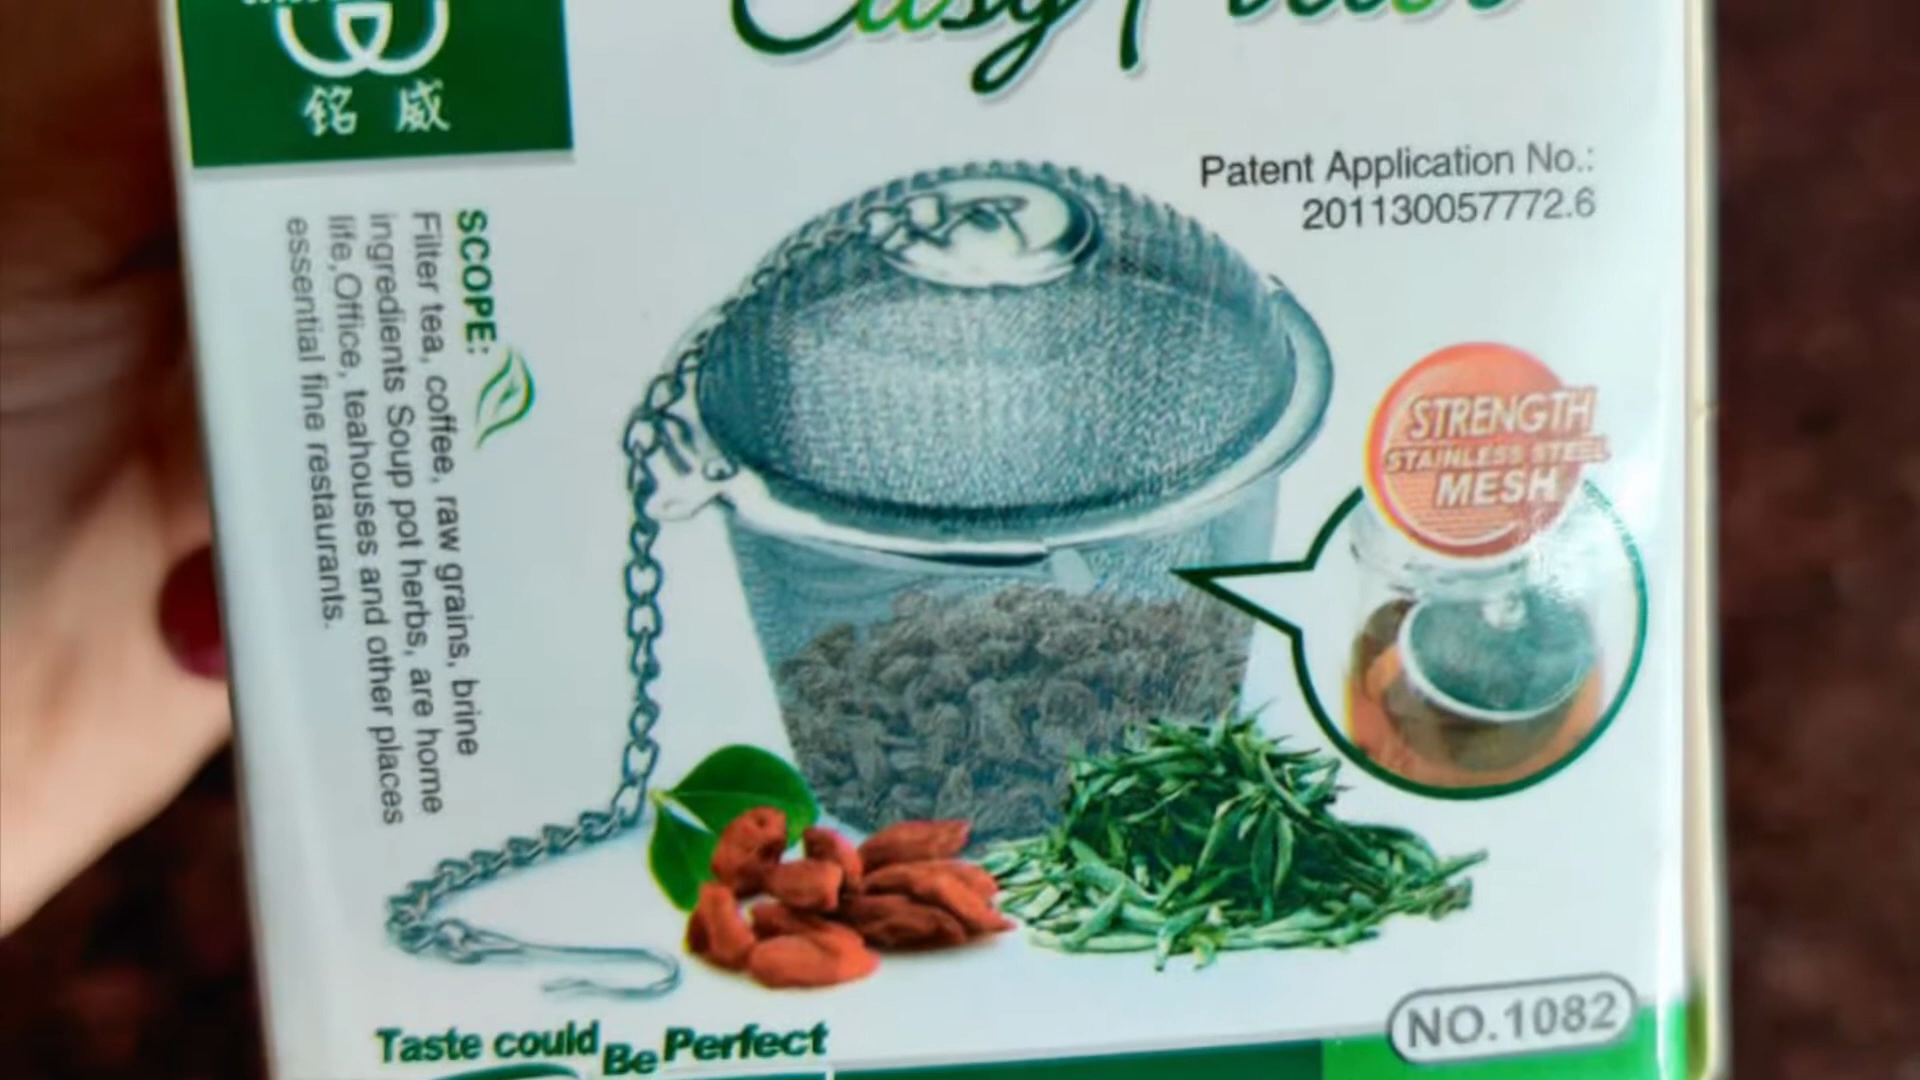 铭威
Easy
Patent Application No.:
201130057772.6
SCOPE:
Filter tea, coffee, raw grains, brine
ingredients Soup pot herbs, are home
life,Office, teahouses and other places
essential fine restaurants.
STRENGTH
STAINLESS STEEL
MESH
Taste could Be Perfect
NO.1082